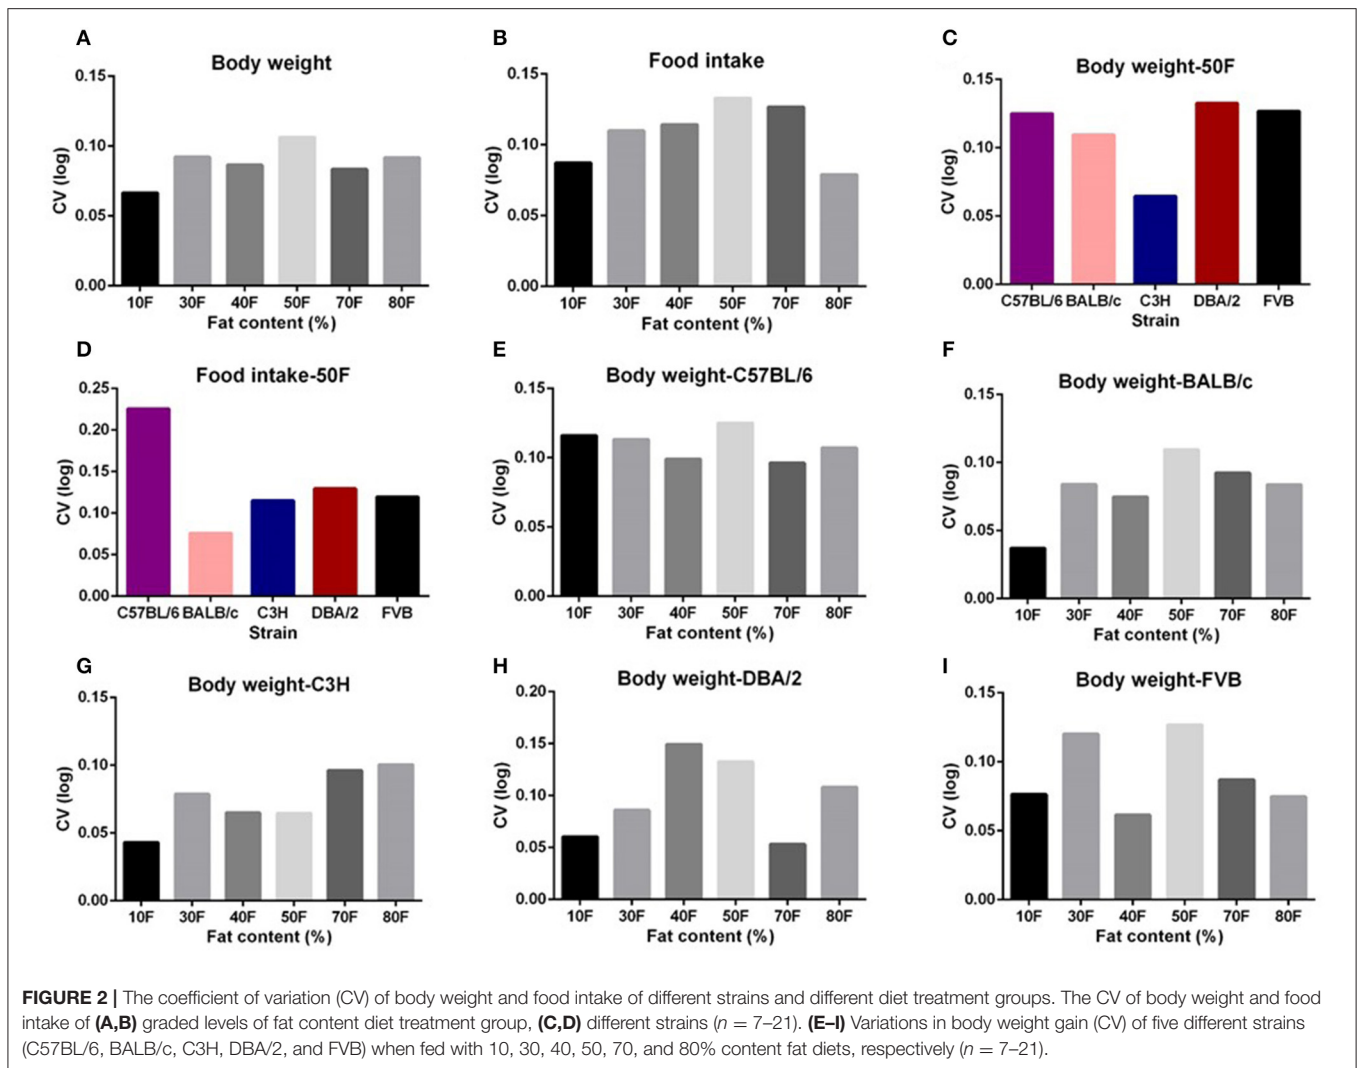 A
Body weight
0.15
0.10
0.05
0.00
CV (log)
10F 30F 40F 50F 70F 80F
Fat content (%)
B
Food intake
0.15
0.10
0.05
0.00
CV (log)
10F 30F 40F 50F 70F 80F
Fat content (%)
C
Body weight-50F
0.15
0.10
0.05
0.00
CV (log)
C57BL/6 BALB/c C3H DBA/2 FVB
Strain
D
Food intake-50F
0.25
0.20
0.15
0.10
0.05
0.00
CV (log)
C57BL/6 BALB/c C3H DBA/2 FVB
Strain
E
Body weight-C57BL/6
0.15
0.10
0.05
0.00
CV (log)
10F 30F 40F 50F 70F 80F
Fat content (%)
F
Body weight-BALB/c
0.15
0.10
0.05
0.00
CV (log)
10F 30F 40F 50F 70F 80F
Fat content (%)
G
Body weight-C3H
0.15
0.10
0.05
0.00
CV (log)
10F 30F 40F 50F 70F 80F
Fat content (%)
H
Body weight-DBA/2
0.20
0.15
0.10
0.05
0.00
CV (log)
10F 30F 40F 50F 70F 80F
Fat content (%)
I
Body weight-FVB
0.15
0.10
0.05
0.00
CV (log)
10F 30F 40F 50F 70F 80F
Fat content (%)
FIGURE 2 | The coefficient of variation (CV) of body weight and food intake of different strains and different diet treatment groups. The CV of body weight and food
intake of (A,B) graded levels of fat content diet treatment group, (C,D) different strains (n = 7–21). (E–I) Variations in body weight gain (CV) of five different strains
(C57BL/6, BALB/c, C3H, DBA/2, and FVB) when fed with 10, 30, 40, 50, 70, and 80% content fat diets, respectively (n = 7–21).